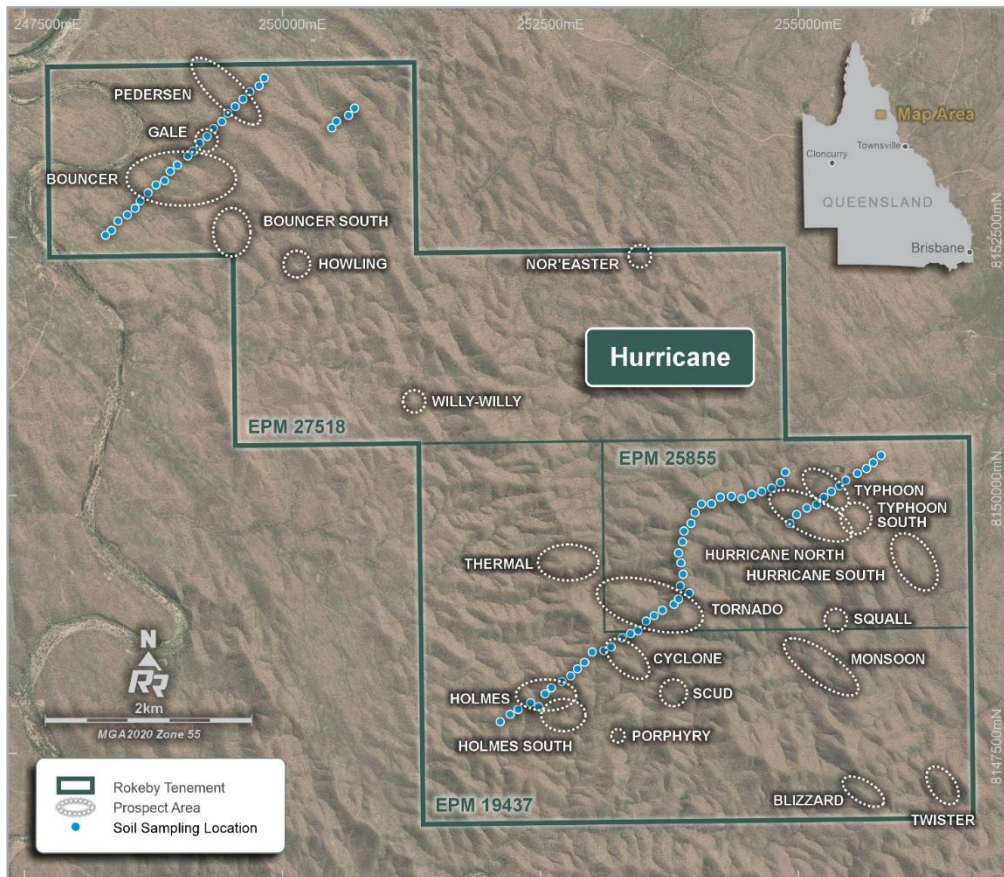 247500mE
250000mE
252500mE
255000mE
PEDERSEN
GALE
BOUNCER
BOUNCER SOUTH
HOWLING
NOR'EASTER
Map Area
Townsville
Cloncurry
QUEENSLAND
Brisbane
8152500mN
Hurricane
WILLY-WILLY
EPM 27518
EPM 25855
8150000mN
TYPHOON
TYPHOON
SOUTH
HURRICANE NORTH
HURRICANE SOUTH
THERMAL
TORNADO
SQUALL
CYCLONE
MONSOON
SCUD
HOLMES
HOLMES SOUTH
PORPHYRY
8147500mN
BLIZZARD
TWISTER
EPM 19437
N
RR
2km
MGA2020 Zone 55
Rokeby Tenement
Prospect Area
Soil Sampling Location